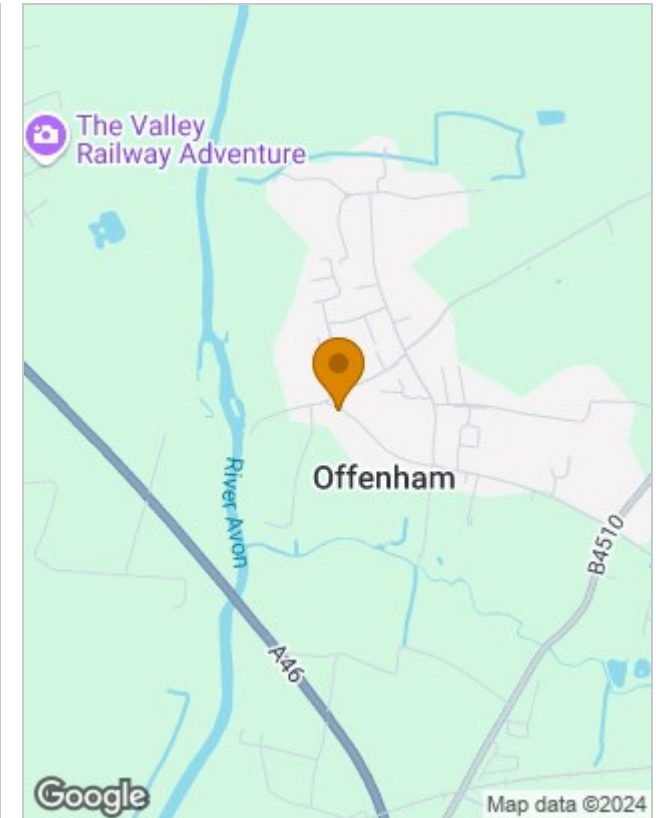 The Valley
Railway Adventure
Offenham
River Avon
B4510
A46
Google
Map data ©2024